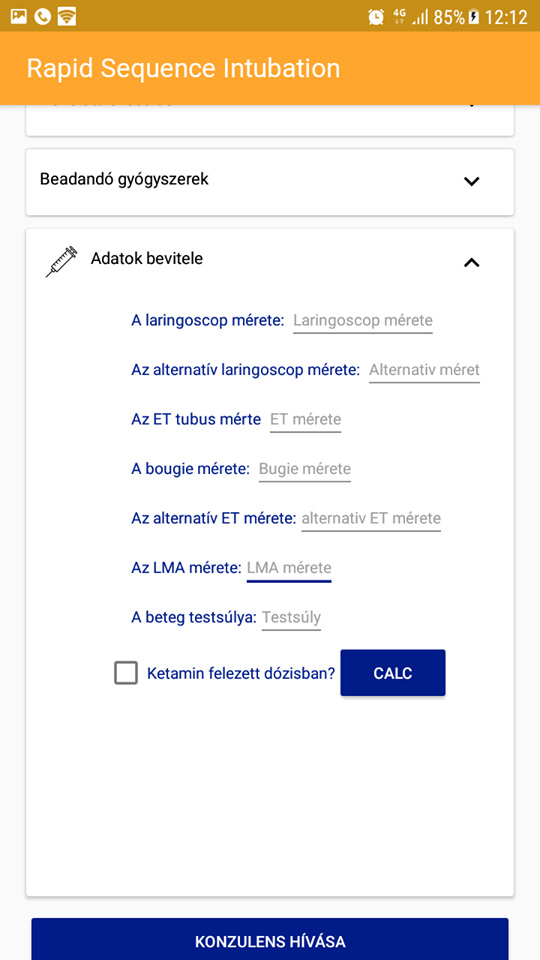 4G 85% 12:12
Rapid Sequence Intubation
Beadandó gyógyszerek
Adatok bevitele
A laringoscop mérete: Laringoscop mérete
Az alternatív laringoscop mérete: Alternativ méret
Az ET tubus mérte ET mérete
A bougie mérete: Bugie mérete
Az alternatív ET mérete: alternativ ET mérete
Az LMA mérete: LMA mérete
A beteg testsúlya: Testsúly
Ketamin felezett dózisban? CALC
KONZULENS HÍVÁSA